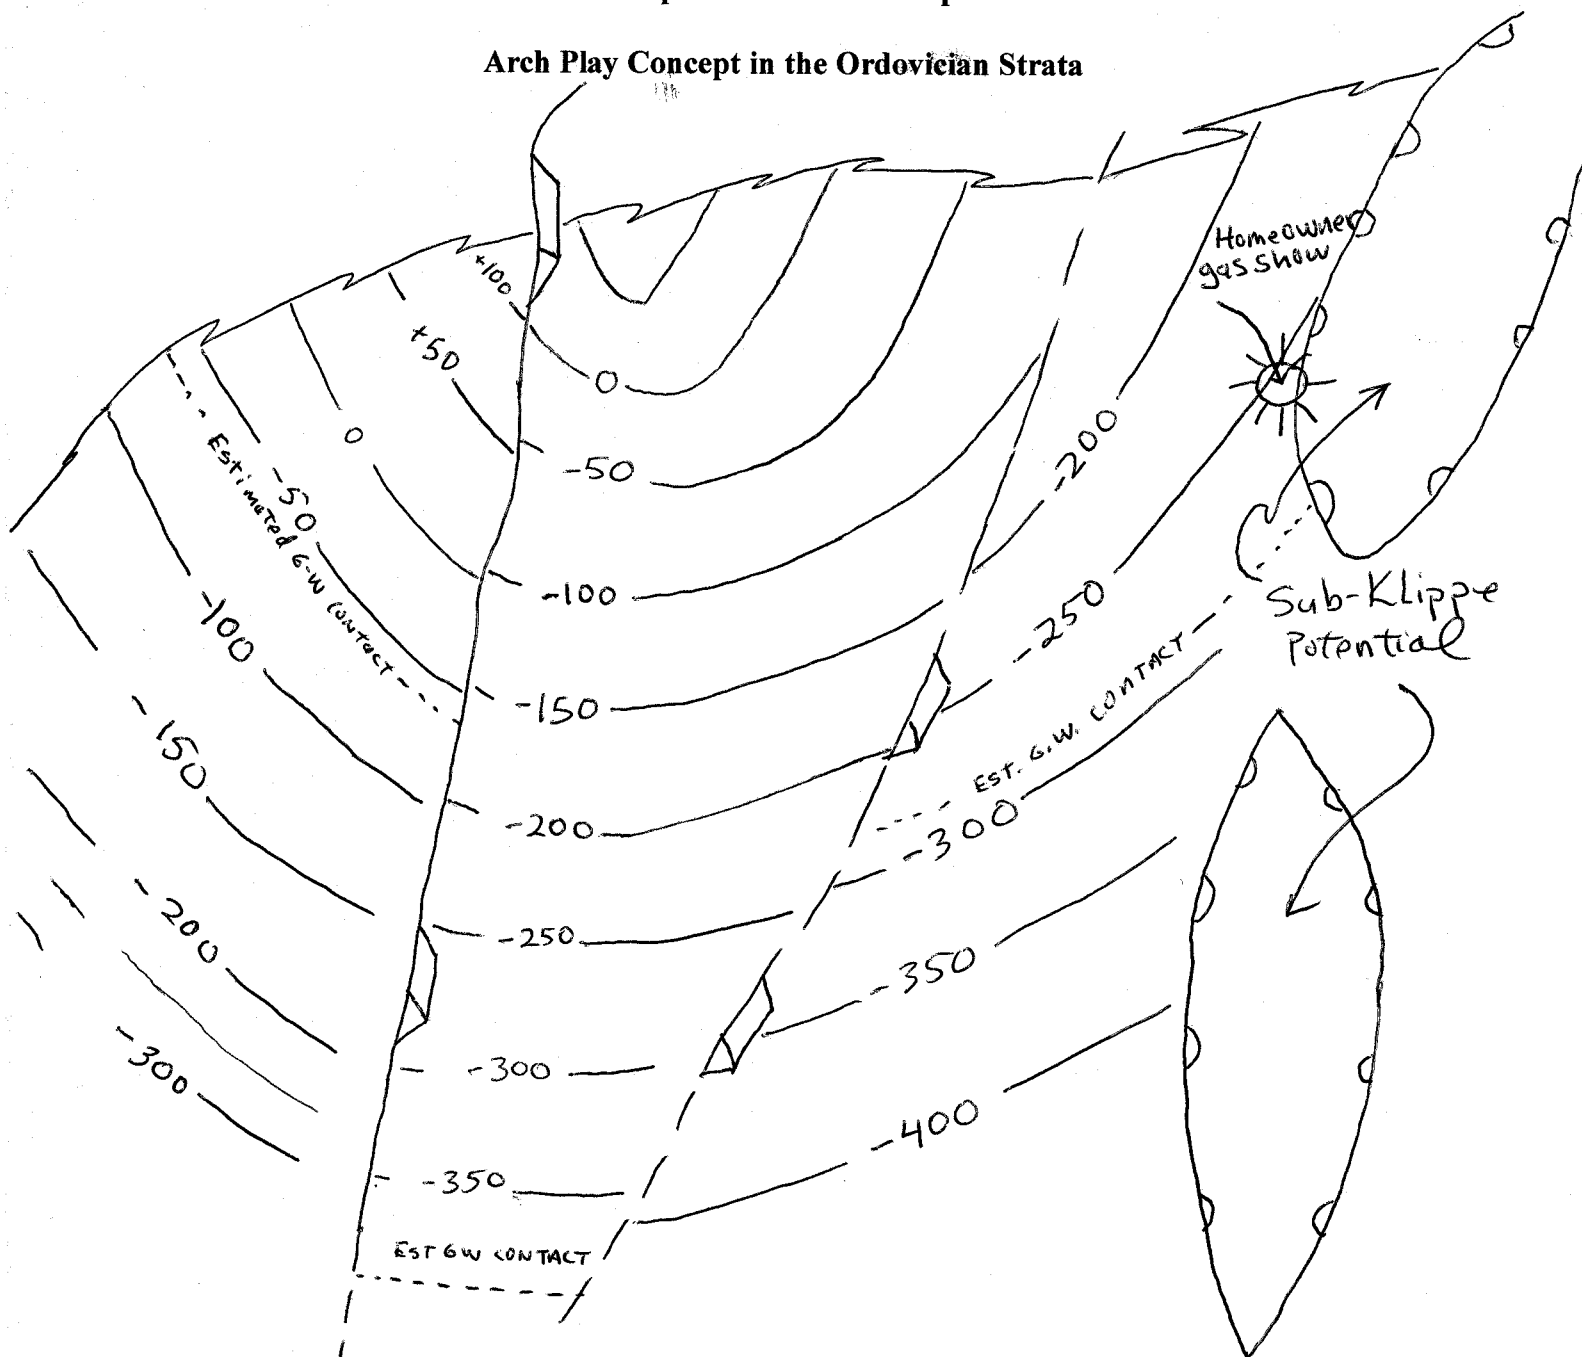 Arch Play Concept in the Ordovician Strata
Homeowner
gas show
+100
+50
0
0
-50
-50
Estimated G-W CONTACT
-100
-100
-150
-150
-200
-200
-200
-250
-250
EST. G.W. CONTACT
-300
-300
-300
-350
-350
-400
EST GW CONTACT
Sub-Klippe
Potential